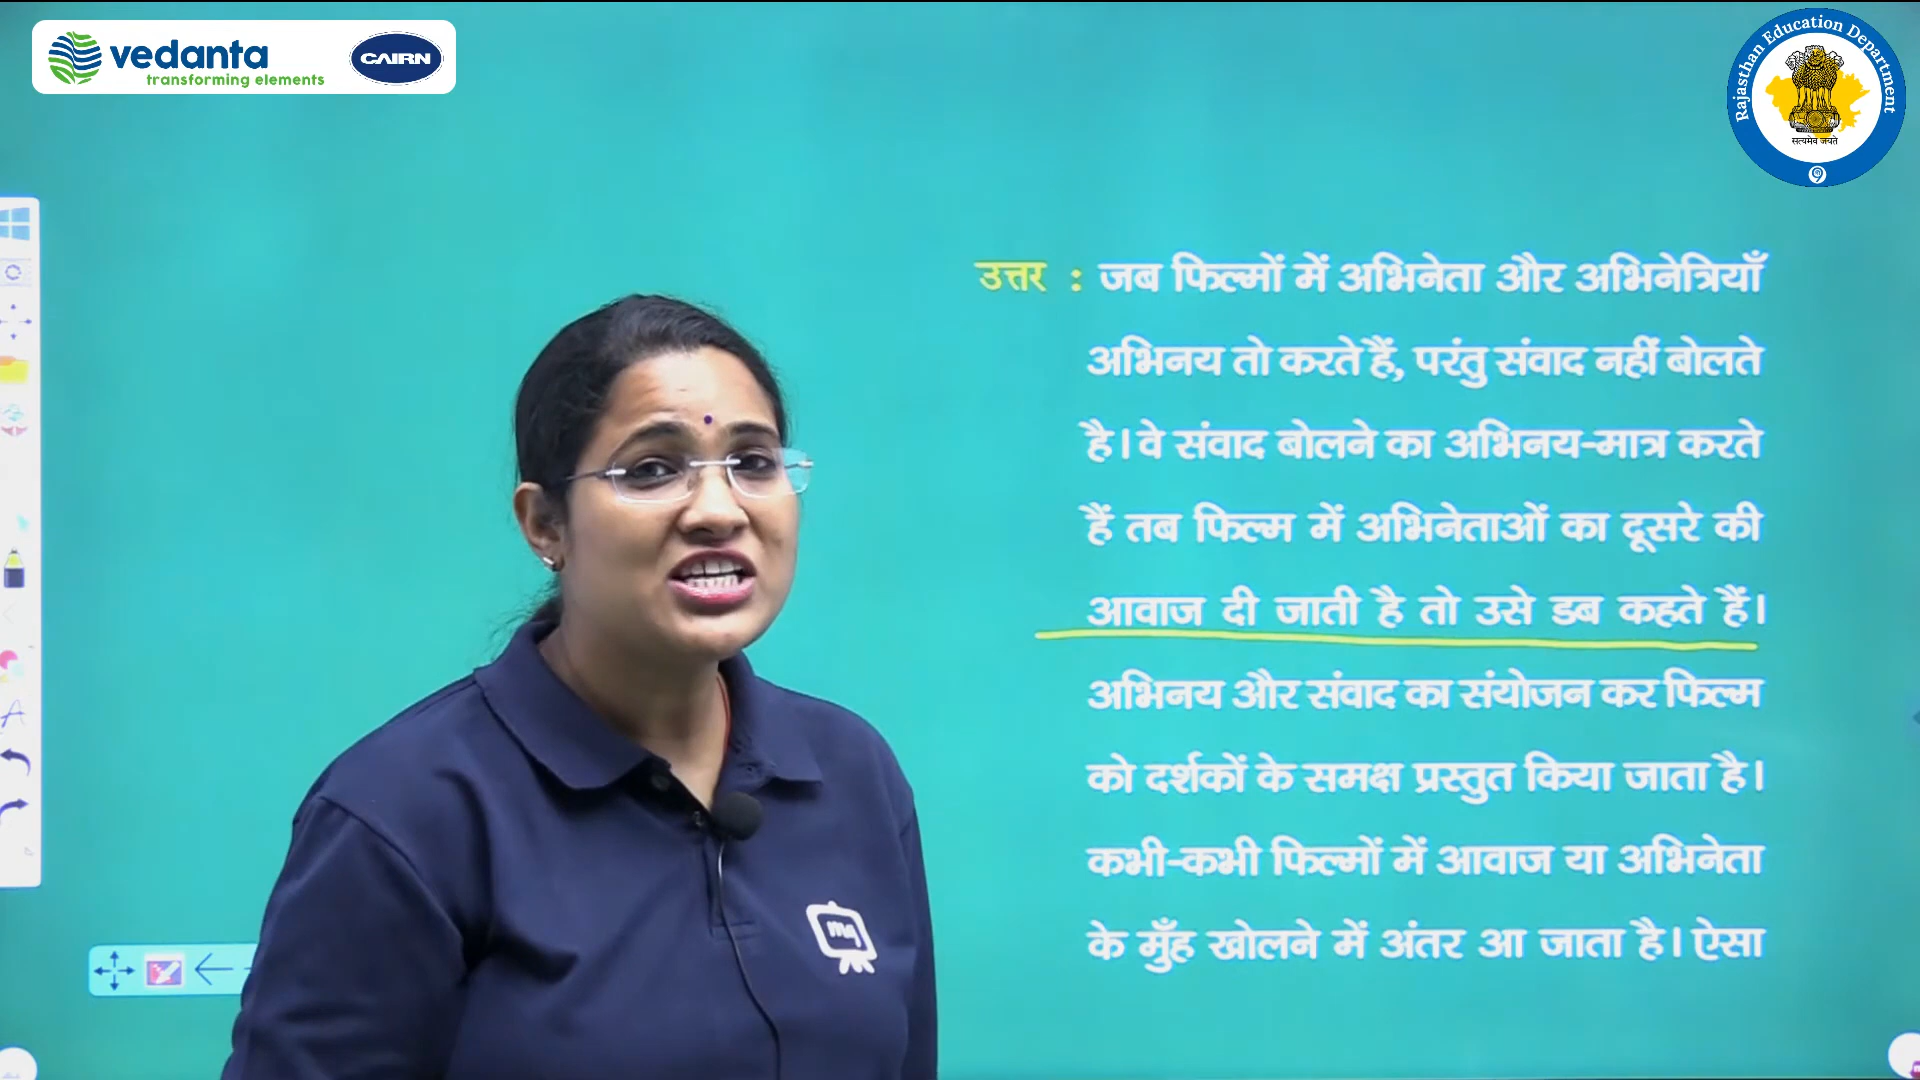 vedanta
transforming elements
CAIRN
Rajasthan Education Department
सत्यमेव जयते
उत्तर : जब फिल्मों में अभिनेता और अभिनेत्रियाँ
अभिनय तो करते हैं, परंतु संवाद नहीं बोलते
है। वे संवाद बोलने का अभिनय-मात्र करते
हैं तब फिल्म में अभिनेताओं का दूसरे की
आवाज दी जाती है तो उसे डब कहते हैं।
अभिनय और संवाद का संयोजन कर फिल्म
को दर्शकों के समक्ष प्रस्तुत किया जाता है।
कभी-कभी फिल्मों में आवाज या अभिनेता
के मुँह खोलने में अंतर आ जाता है। ऐसा
mq